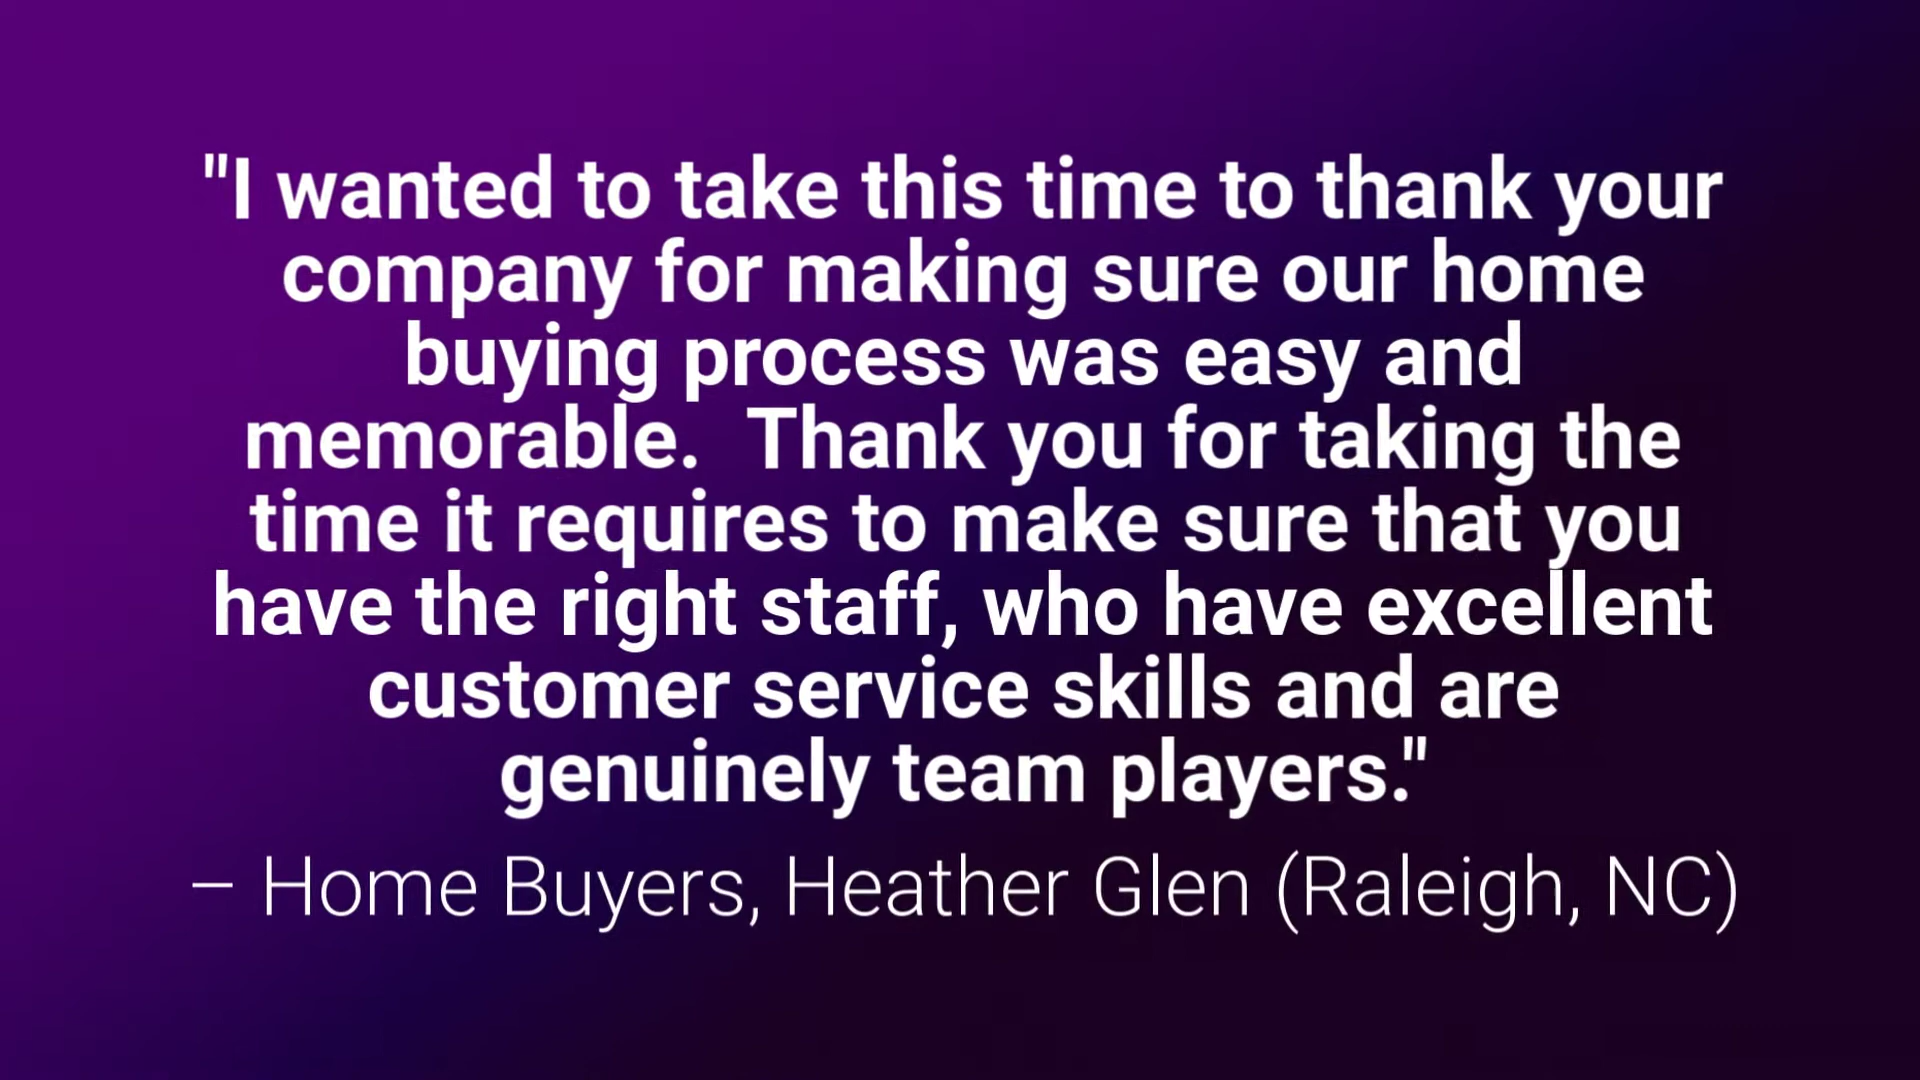 "I wanted to take this time to thank your
company for making sure our home
buying process was easy and
memorable.  Thank you for taking the
time it requires to make sure that you
have the right staff, who have excellent
customer service skills and are
genuinely team players."
– Home Buyers, Heather Glen (Raleigh, NC)